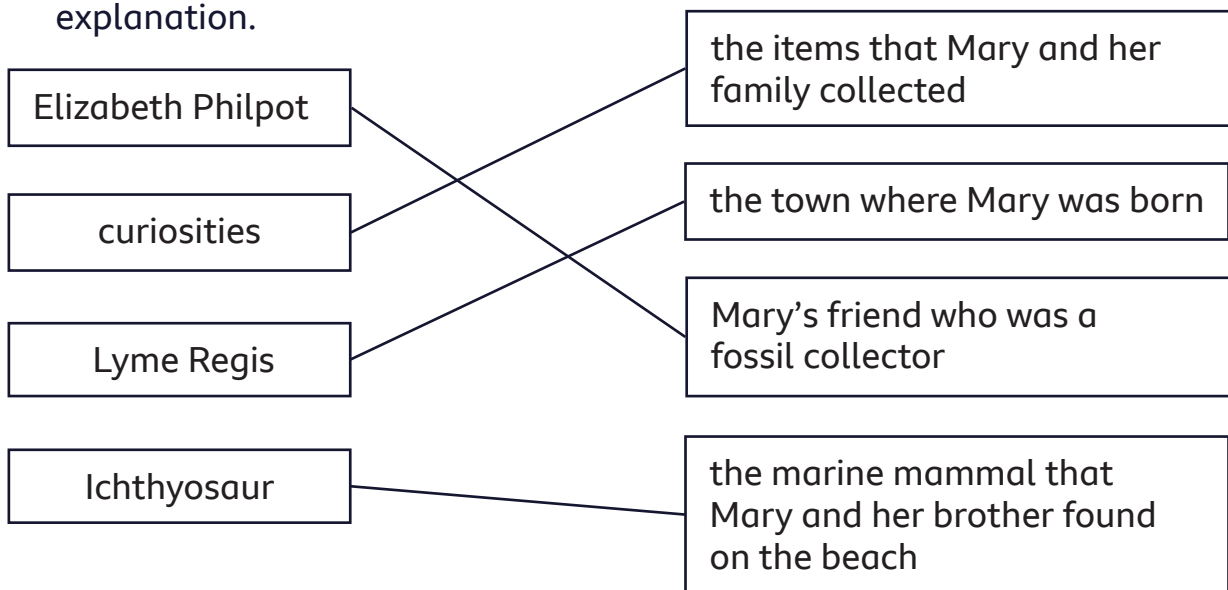 explanation.
Elizabeth Philpot
curiosities
Lyme Regis
Ichthyosaur
the items that Mary and her
family collected
the town where Mary was born
Mary’s friend who was a
fossil collector
the marine mammal that
Mary and her brother found
on the beach